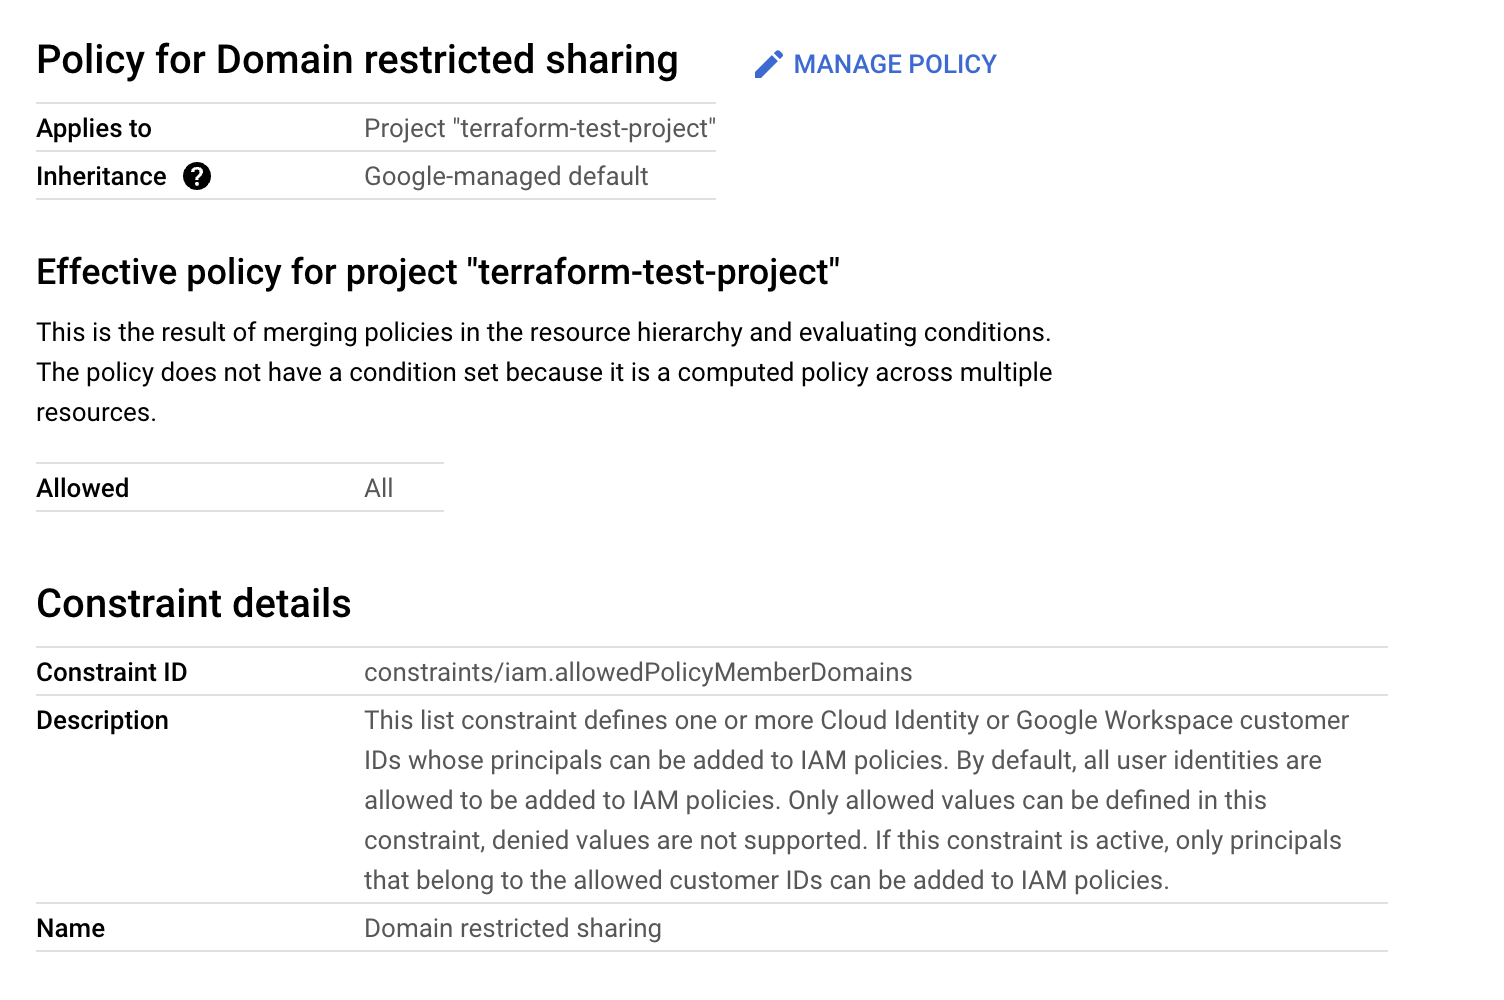 Policy for Domain restricted sharing
MANAGE POLICY
Applies to Project "terraform-test-project"
Inheritance ? Google-managed default
Effective policy for project "terraform-test-project"
This is the result of merging policies in the resource hierarchy and evaluating conditions.
The policy does not have a condition set because it is a computed policy across multiple
resources.
Allowed All
Constraint details
Constraint ID constraints/iam.allowedPolicyMemberDomains
Description This list constraint defines one or more Cloud Identity or Google Workspace customer
IDs whose principals can be added to IAM policies. By default, all user identities are
allowed to be added to IAM policies. Only allowed values can be defined in this
constraint, denied values are not supported. If this constraint is active, only principals
that belong to the allowed customer IDs can be added to IAM policies.
Name Domain restricted sharing